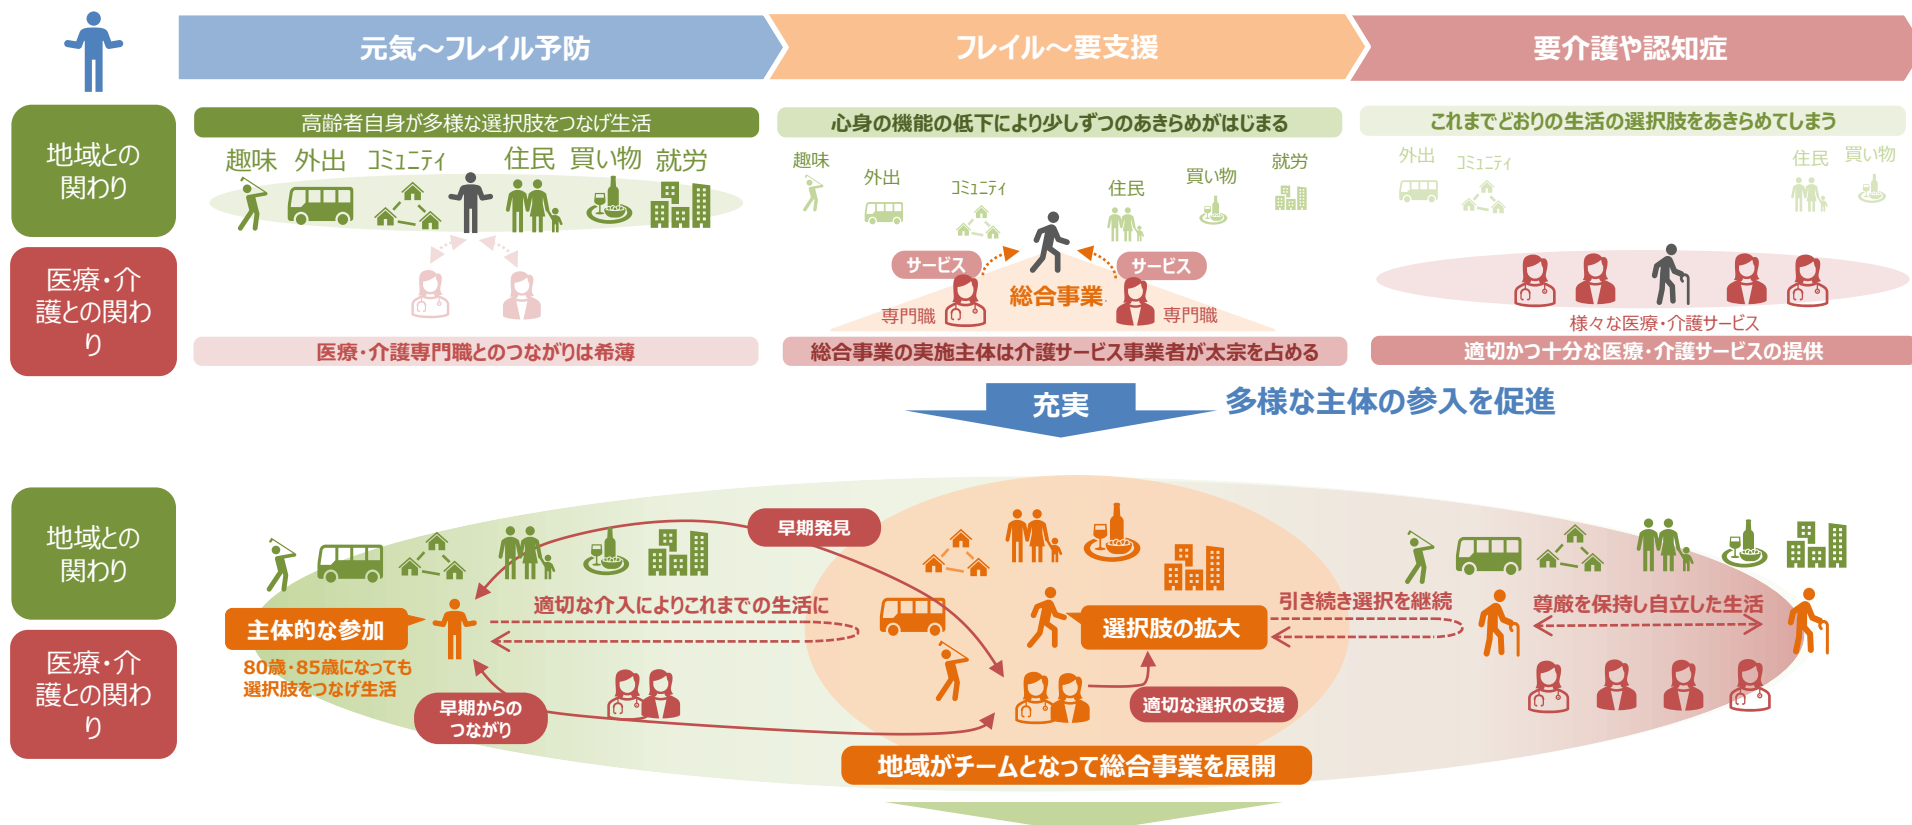 元気～フレイル予防
フレイル～要支援
要介護や認知症
地域との
関わり
高齢者自身が多様な選択肢をつなげ生活
趣味 外出 コミュニティ 住民 買い物 就労
心身の機能の低下により少しずつのあきらめがはじまる
趣味
外出
コミュニティ
住民
買い物
就労
これまでどおりの生活の選択肢をあきらめてしまう
外出
コミュニティ
住民
買い物
医療・介
護との関わ
り
医療・介護専門職とのつながりは希薄
サービス
サービス
総合事業
専門職
専門職
総合事業の実施主体は介護サービス事業者が太宗を占める
様々な医療・介護サービス
適切かつ十分な医療・介護サービスの提供
充実
多様な主体の参入を促進
地域との
関わり
医療・介
護との関わ
り
早期発見
主体的な参加
80歳・85歳になっても
選択肢をつなげ生活
適切な介入によりこれまでの生活に
選択肢の拡大
引き続き選択を継続
尊厳を保持し自立した生活
早期からの
つながり
適切な選択の支援
地域がチームとなって総合事業を展開